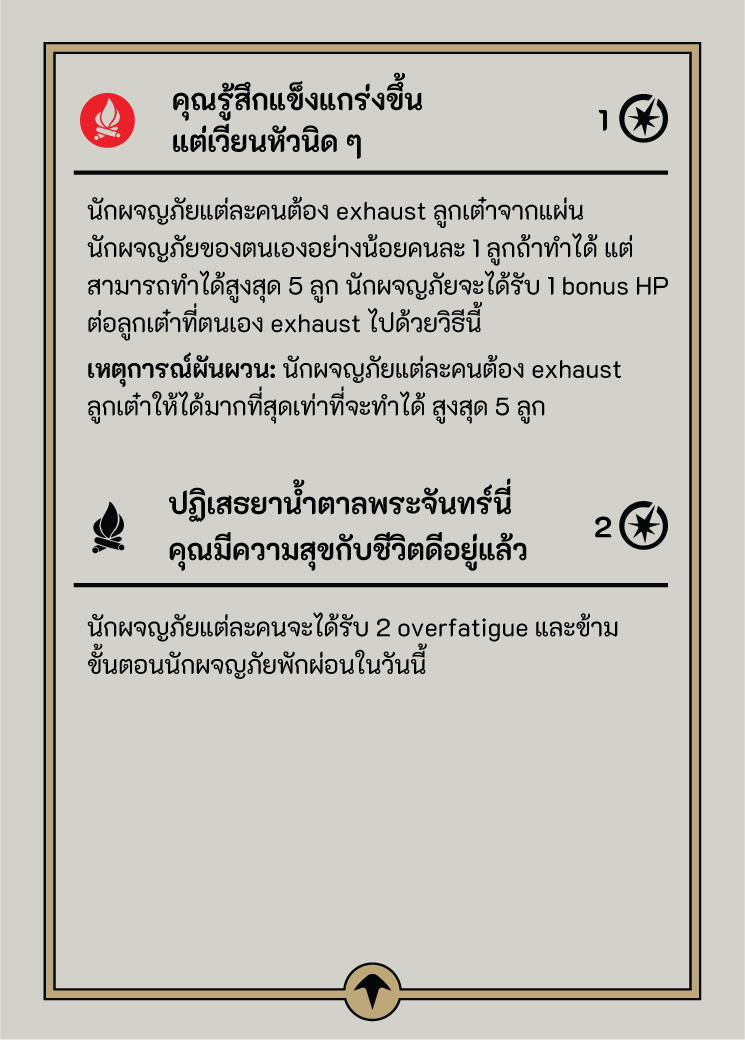 คุณรู้สึกแข็งแกร่งขึ้น
แต่เวียนหัวนิด ๆ
1
นักผจญภัยแต่ละคนต้อง exhaust ลูกเต๋าจากแผ่น
นักผจญภัยของตนเองอย่างน้อยคนละ 1 ลูกถ้าทำได้ แต่
สามารถทำได้สูงสุด 5 ลูก นักผจญภัยจะได้รับ 1 bonus HP
ต่อลูกเต๋าที่ตนเอง exhaust ไปด้วยวิธีนี้
เหตุการณ์ผันผวน: นักผจญภัยแต่ละคนต้อง exhaust
ลูกเต๋าให้ได้มากที่สุดเท่าที่จะทำได้ สูงสุด 5 ลูก
ปฏิเสธยาน้ำตาลพระจันทร์นี่
คุณมีความสุขกับชีวิตดีอยู่แล้ว
2
นักผจญภัยแต่ละคนจะได้รับ 2 overfatigue และข้าม
ขั้นตอนนักผจญภัยพักผ่อนในวันนี้